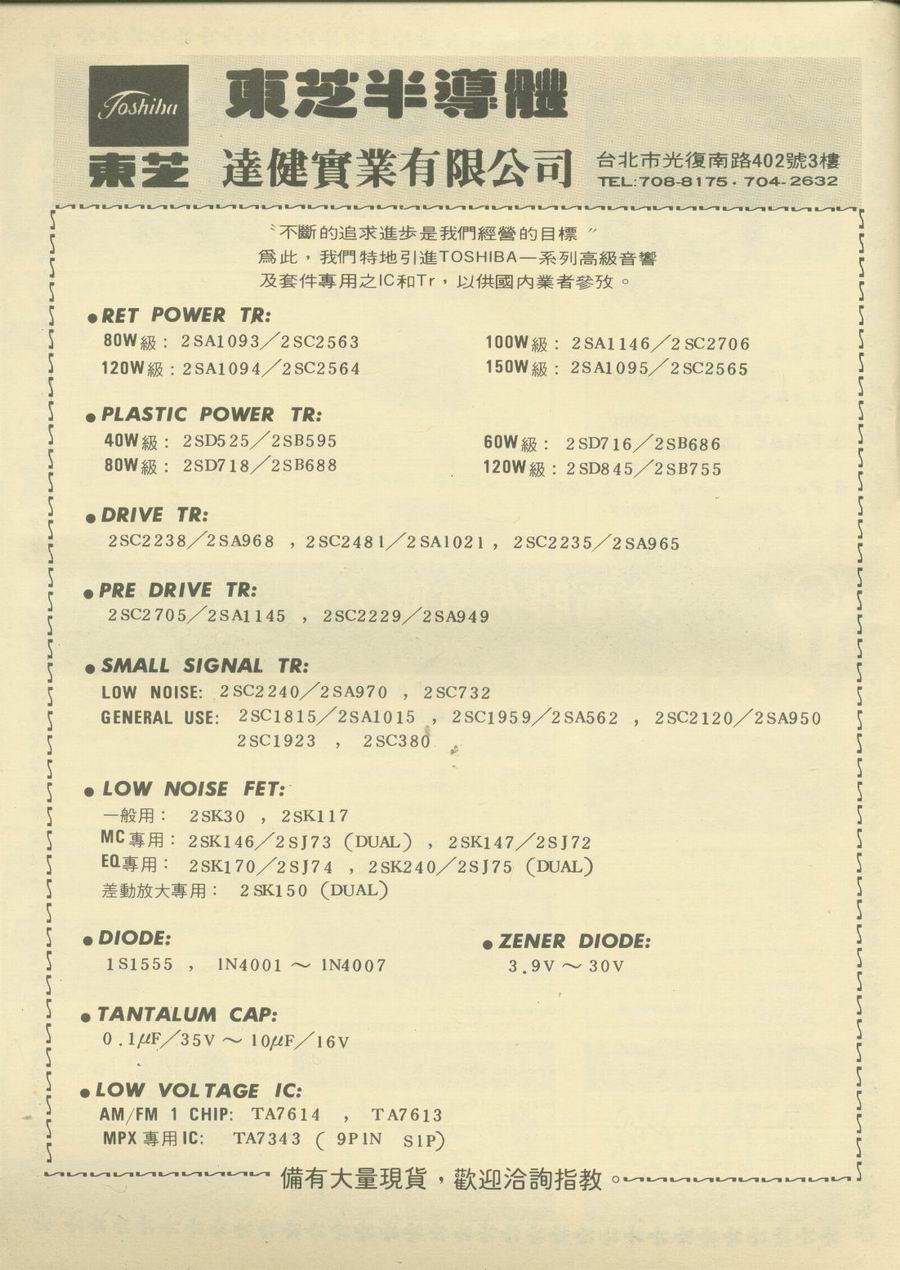 Toshiba
東芝
東芝半導體
達健實業有限公司
台北市光復南路402號3樓
TEL:708-8175·704-2632
〝不斷的追求進步是我們經營的目標〞
爲此，我們特地引進TOSHIBA一系列高級音響
及套件專用之IC和Tr，以供國內業者參攷。
●RET POWER TR:
80W級：2SA1093／2SC2563
100W級：2SA1146／2SC2706
120W級：2SA1094／2SC2564
150W級：2SA1095／2SC2565
●PLASTIC POWER TR:
40W級：2SD525／2SB595
60W級：2SD716／2SB686
80W級：2SD718／2SB688
120W級：2SD845／2SB755
●DRIVE TR:
2SC2238／2SA968 , 2SC2481／2SA1021 , 2SC2235／2SA965
●PRE DRIVE TR:
2SC2705／2SA1145 , 2SC2229／2SA949
●SMALL SIGNAL TR:
LOW NOISE: 2SC2240／2SA970 , 2SC732
GENERAL USE: 2SC1815／2SA1015 , 2SC1959／2SA562 , 2SC2120／2SA950
2SC1923 , 2SC380
●LOW NOISE FET:
一般用：2SK30 , 2SK117
MC專用：2SK146／2SJ73 (DUAL) , 2SK147／2SJ72
EQ專用：2SK170／2SJ74 , 2SK240／2SJ75 (DUAL)
差動放大專用：2SK150 (DUAL)
●DIODE:
1S1555 , 1N4001～1N4007
●ZENER DIODE:
3.9V～30V
●TANTALUM CAP:
0.1μF／35V～10μF／16V
●LOW VOLTAGE IC:
AM/FM 1 CHIP: TA7614 , TA7613
MPX專用IC: TA7343 ( 9PIN SIP)
備有大量現貨，歡迎洽詢指教。